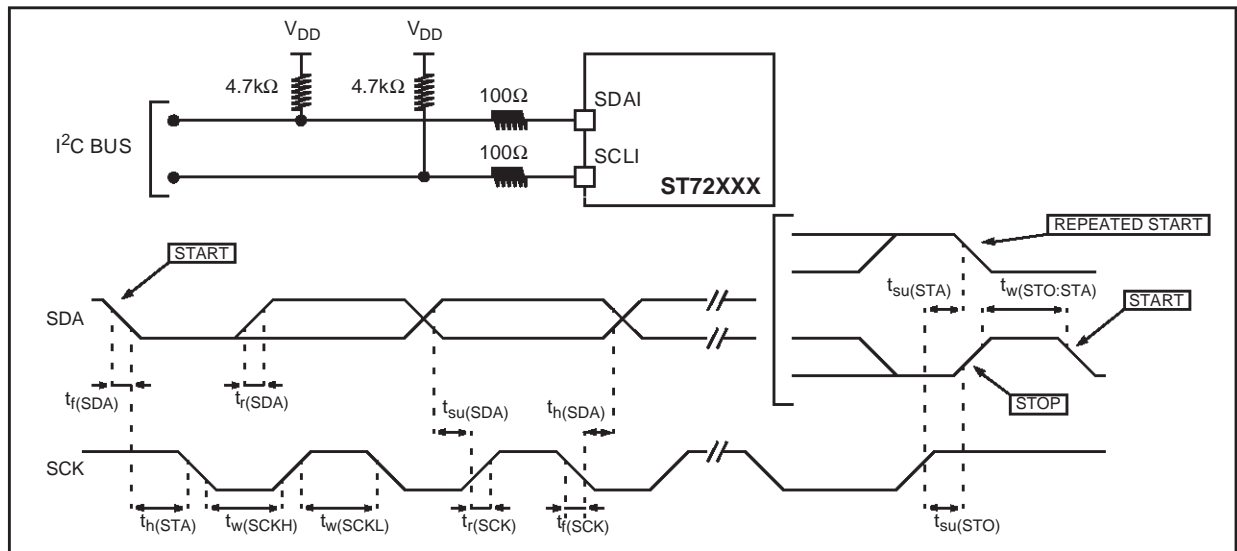 V_DD V_DD
4.7kΩ 4.7kΩ
100Ω
SDAI
I²C BUS
100Ω
SCLI
ST72XXX
REPEATED START
START
t_su(STA) t_w(STO:STA)
START
SDA
t_f(SDA) t_r(SDA)
t_su(SDA) t_h(SDA)
STOP
SCK
t_h(STA) t_w(SCKH) t_w(SCKL) t_r(SCK) t_f(SCK) t_su(STO)